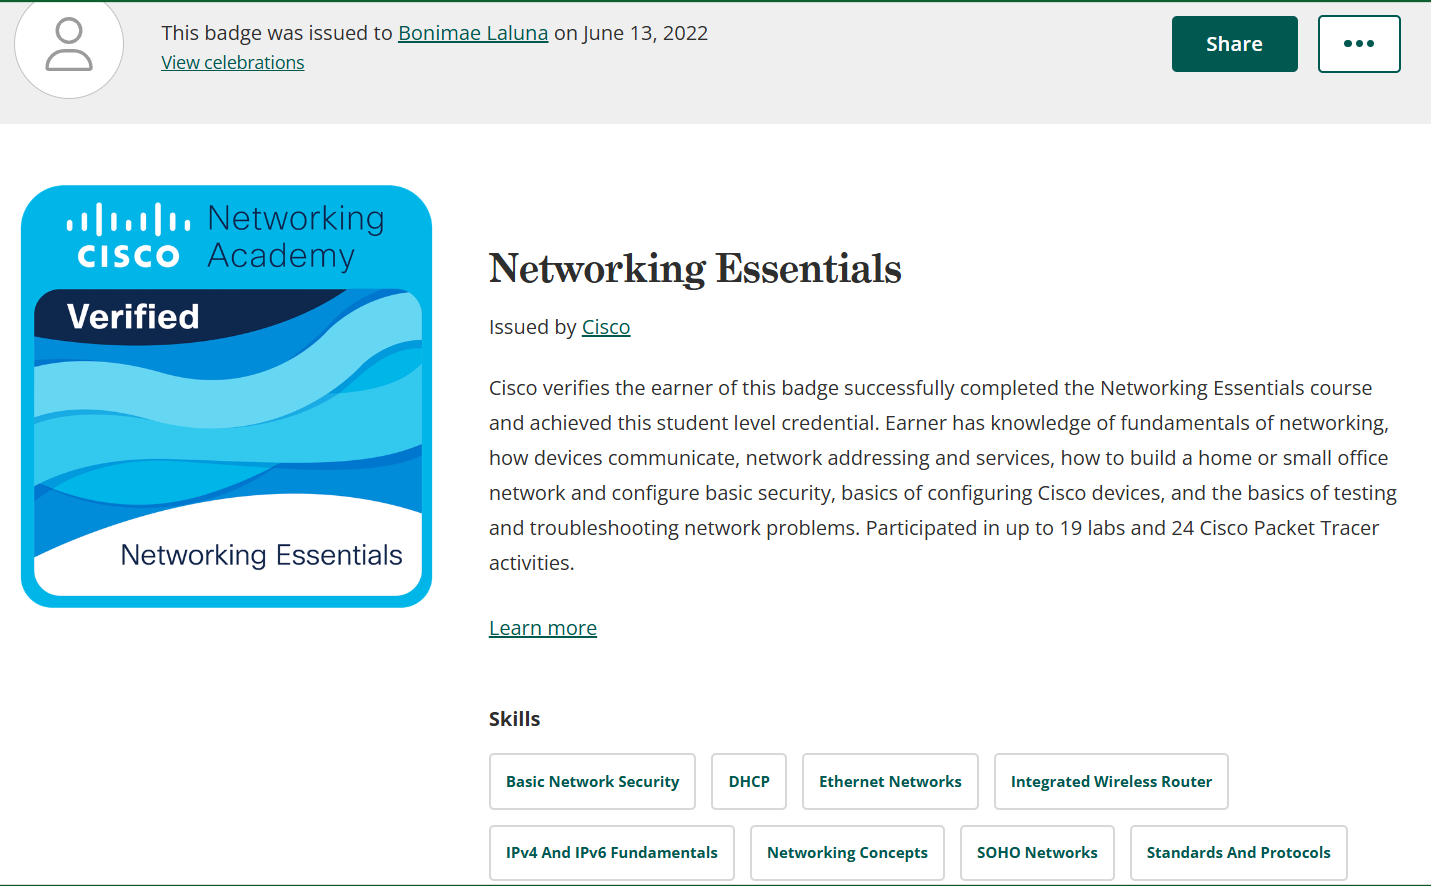 This badge was issued to Bonimae Laluna on June 13, 2022
View celebrations
Share
CISCO
Networking
Academy
Verified
Networking Essentials
Networking Essentials
Issued by Cisco
Cisco verifies the earner of this badge successfully completed the Networking Essentials course
and achieved this student level credential. Earner has knowledge of fundamentals of networking,
how devices communicate, network addressing and services, how to build a home or small office
network and configure basic security, basics of configuring Cisco devices, and the basics of testing
and troubleshooting network problems. Participated in up to 19 labs and 24 Cisco Packet Tracer
activities.
Learn more
Skills
Basic Network Security
DHCP
Ethernet Networks
Integrated Wireless Router
IPv4 And IPv6 Fundamentals
Networking Concepts
SOHO Networks
Standards And Protocols